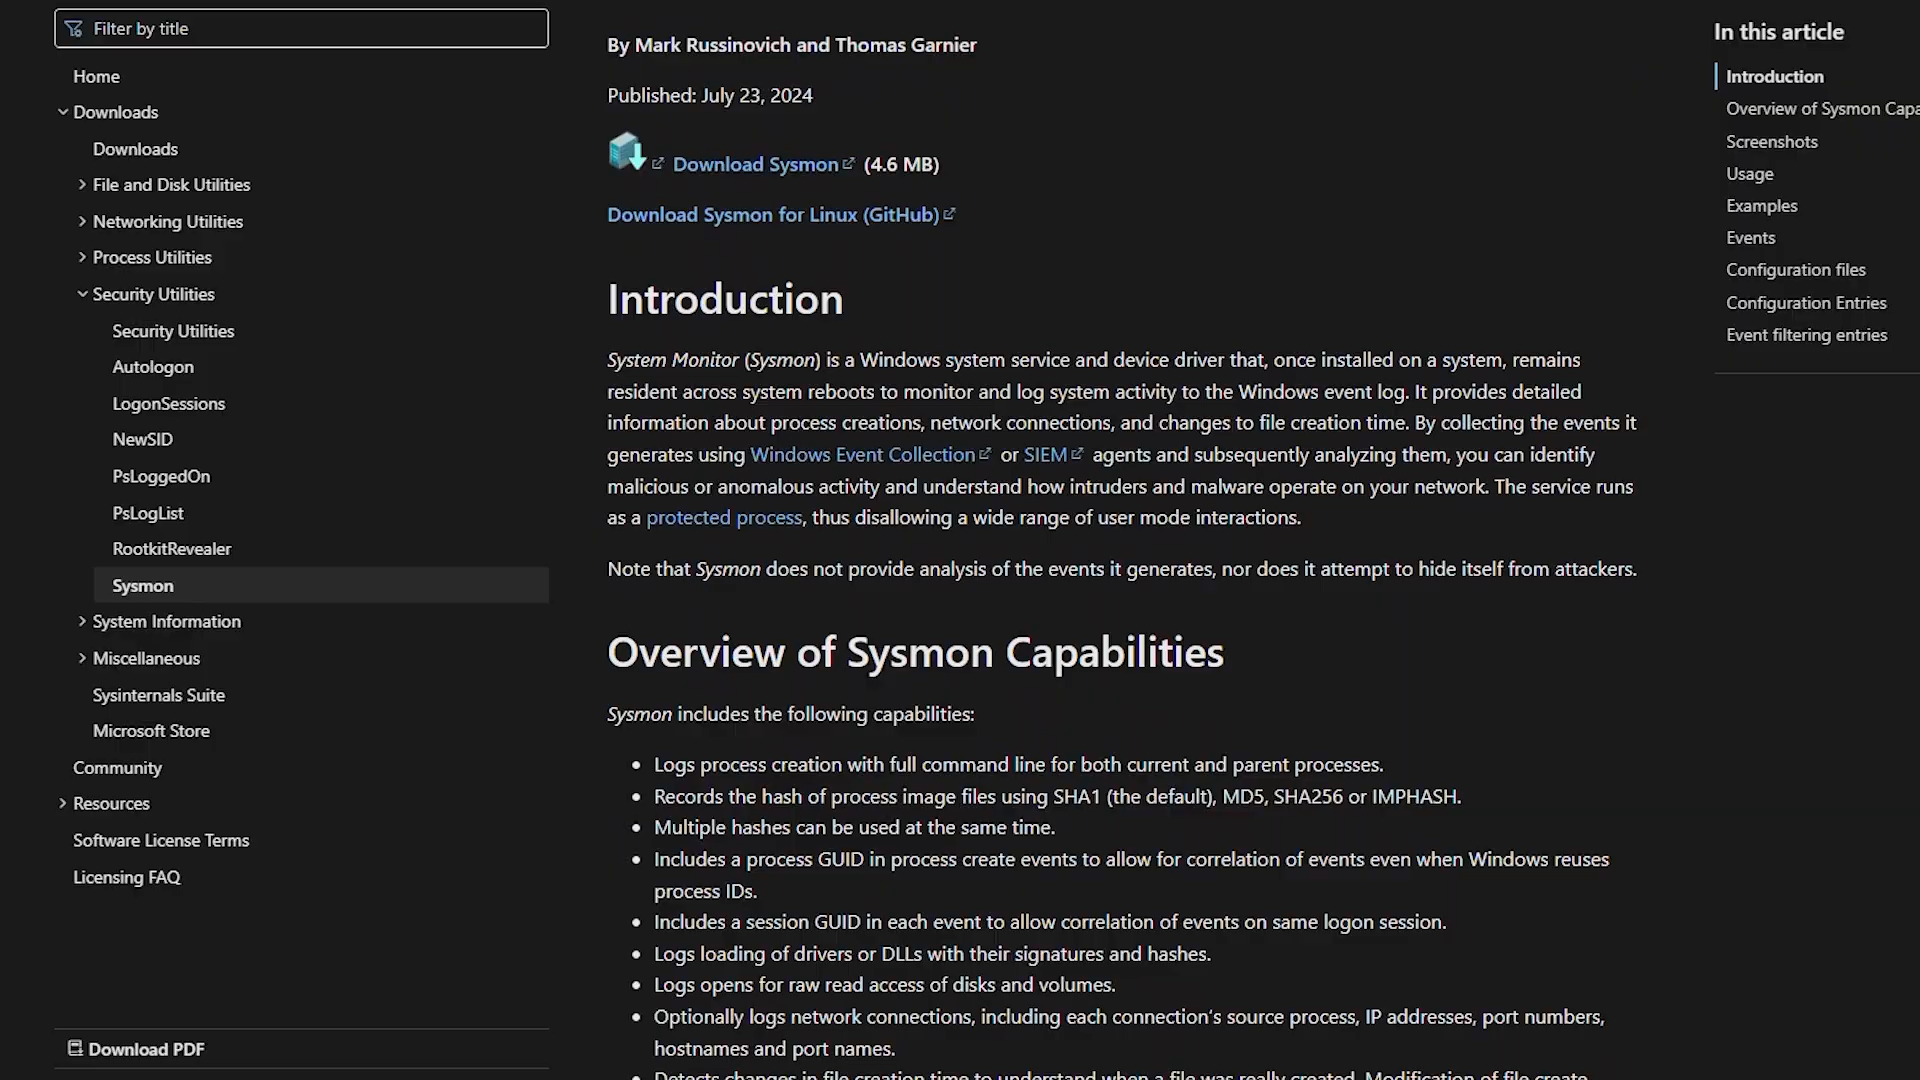 Filter by title
Home
Downloads
Downloads
File and Disk Utilities
Networking Utilities
Process Utilities
Security Utilities
Security Utilities
Autologon
LogonSessions
NewSID
PsLoggedOn
PsLogList
RootkitRevealer
Sysmon
System Information
Miscellaneous
Sysinternals Suite
Microsoft Store
Community
Resources
Software License Terms
Licensing FAQ
Download PDF
By Mark Russinovich and Thomas Garnier
Published: July 23, 2024
Download Sysmon (4.6 MB)
Download Sysmon for Linux (GitHub)
Introduction
System Monitor (Sysmon) is a Windows system service and device driver that, once installed on a system, remains
resident across system reboots to monitor and log system activity to the Windows event log. It provides detailed
information about process creations, network connections, and changes to file creation time. By collecting the events it
generates using Windows Event Collection or SIEM agents and subsequently analyzing them, you can identify
malicious or anomalous activity and understand how intruders and malware operate on your network. The service runs
as a protected process, thus disallowing a wide range of user mode interactions.
Note that Sysmon does not provide analysis of the events it generates, nor does it attempt to hide itself from attackers.
Overview of Sysmon Capabilities
Sysmon includes the following capabilities:
• Logs process creation with full command line for both current and parent processes.
• Records the hash of process image files using SHA1 (the default), MD5, SHA256 or IMPHASH.
• Multiple hashes can be used at the same time.
• Includes a process GUID in process create events to allow for correlation of events even when Windows reuses
process IDs.
• Includes a session GUID in each event to allow correlation of events on same logon session.
• Logs loading of drivers or DLLs with their signatures and hashes.
• Logs opens for raw read access of disks and volumes.
• Optionally logs network connections, including each connection's source process, IP addresses, port numbers,
hostnames and port names.
• Detects changes in file creation time to understand when a file was really created. Modification of file create
In this article
Introduction
Overview of Sysmon Capa
Screenshots
Usage
Examples
Events
Configuration files
Configuration Entries
Event filtering entries